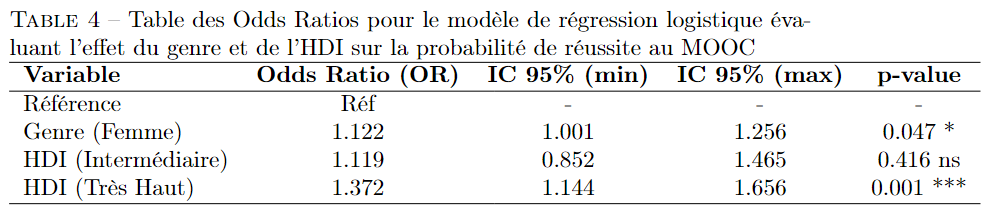 TABLE 4 – Table des Odds Ratios pour le modèle de régression logistique éva-
luant l'effet du genre et de l'HDI sur la probabilité de réussite au MOOC
Variable Odds Ratio (OR) IC 95% (min) IC 95% (max) p-value
Référence Réf - - -
Genre (Femme) 1.122 1.001 1.256 0.047 *
HDI (Intermédiaire) 1.119 0.852 1.465 0.416 ns
HDI (Très Haut) 1.372 1.144 1.656 0.001 ***